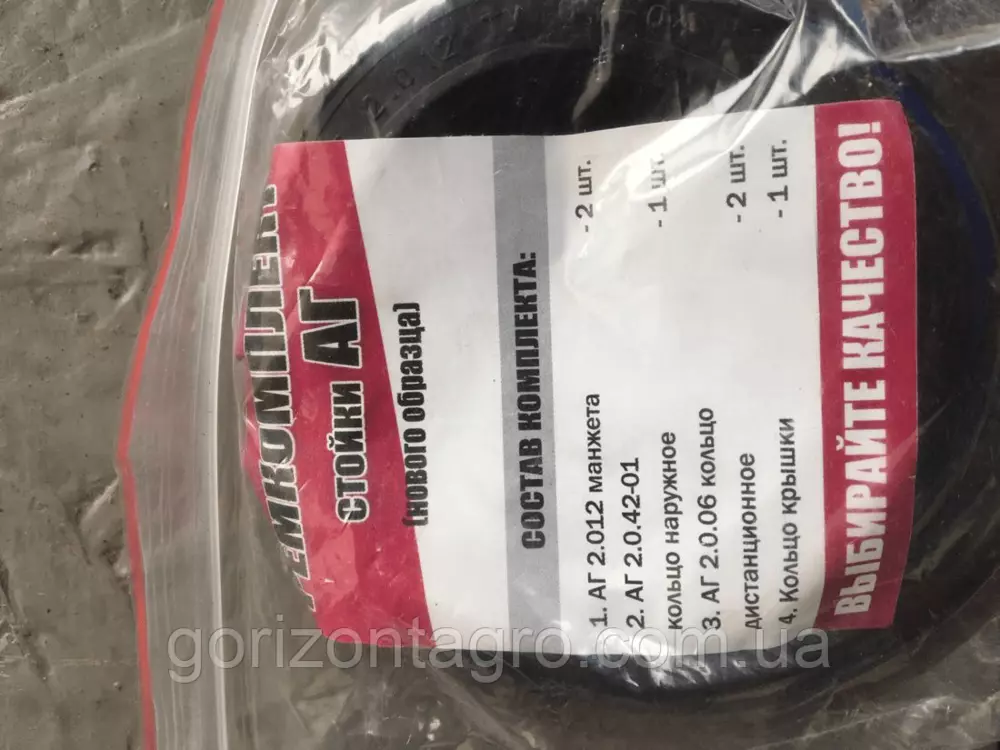 РЕМКОМПЛЕКТ
СТОЙКИ АГ
(нового образца)
СОСТАВ КОМПЛЕКТА:
1. АГ 2.012 манжета - 2 шт.
2. АГ 2.0.42-01 - 1 шт.
кольцо наружное
3. АГ 2.0.06 кольцо - 2 шт.
дистанционное
4. Кольцо крышки - 1 шт.
ВЫБИРАЙТЕ КАЧЕСТВО!
gorizontagro.com.ua